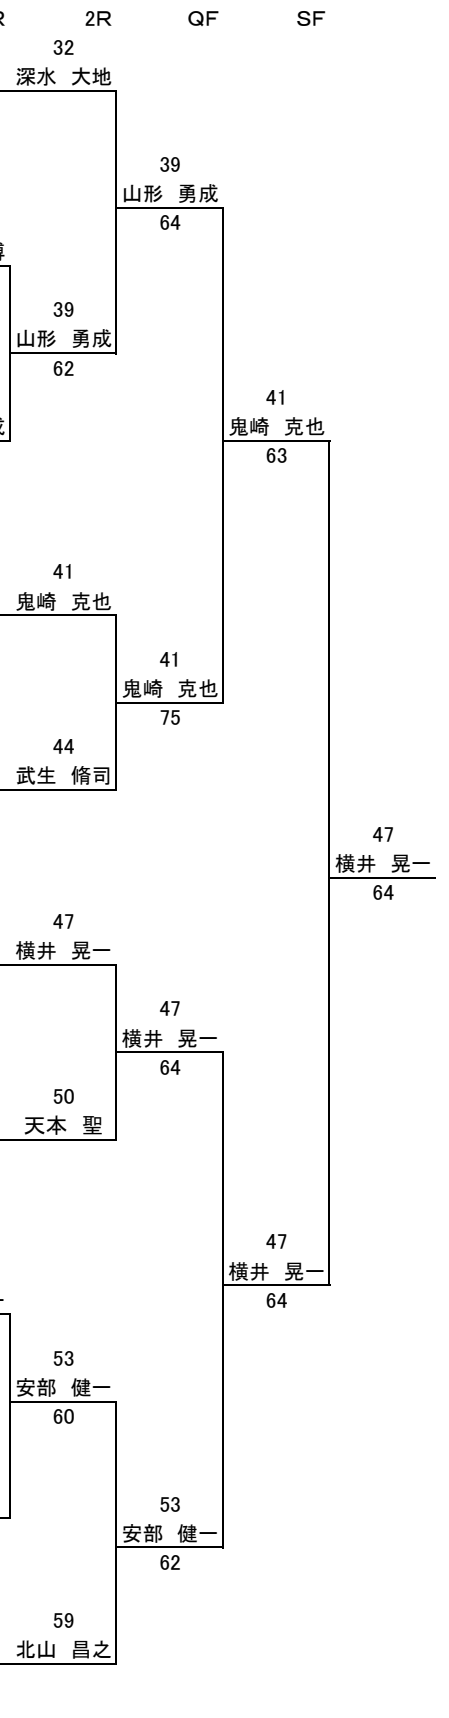 R 2R QF SF
32
深水 大地
39
山形 勇成
64
39
山形 勇成
62
41
鬼崎 克也
63
41
鬼崎 克也
41
鬼崎 克也
75
44
武生 脩司
47
横井 晃一
64
47
横井 晃一
47
横井 晃一
64
50
天本 聖
47
横井 晃一
64
53
安部 健一
60
53
安部 健一
62
59
北山 昌之